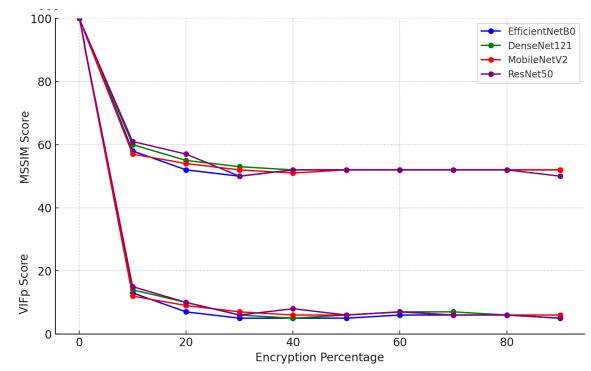 100
80
60
40
20
0
MSSIM Score
VIFp Score
0 20 40 60 80
Encryption Percentage
EfficientNetB0
DenseNet121
MobileNetV2
ResNet50